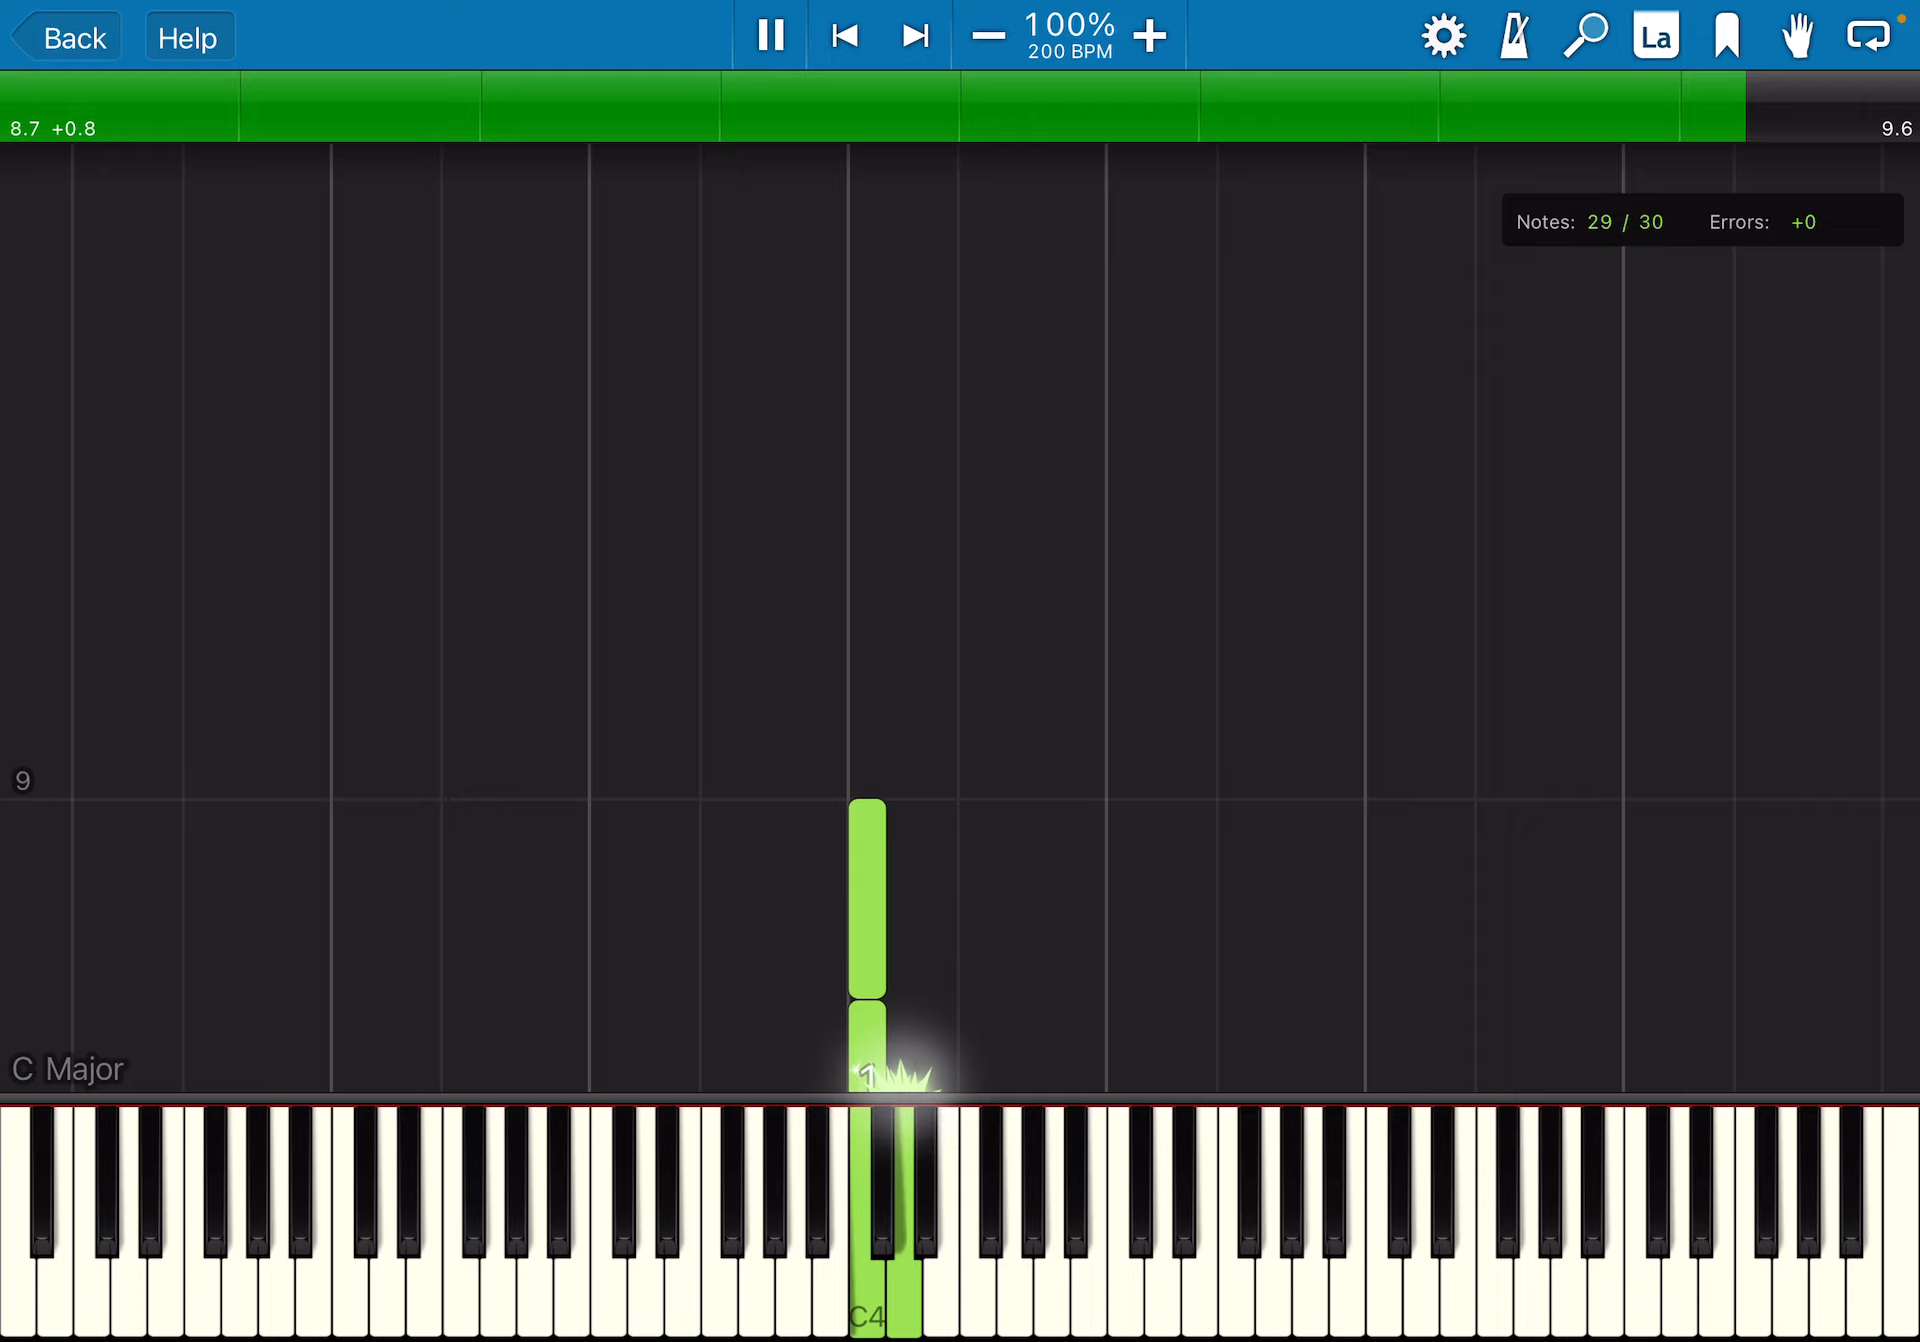 Back Help 100% La
200 BPM
8.7 +0.8 9.6
Notes: 29 / 30 Errors: +0
9
C Major
1
C4